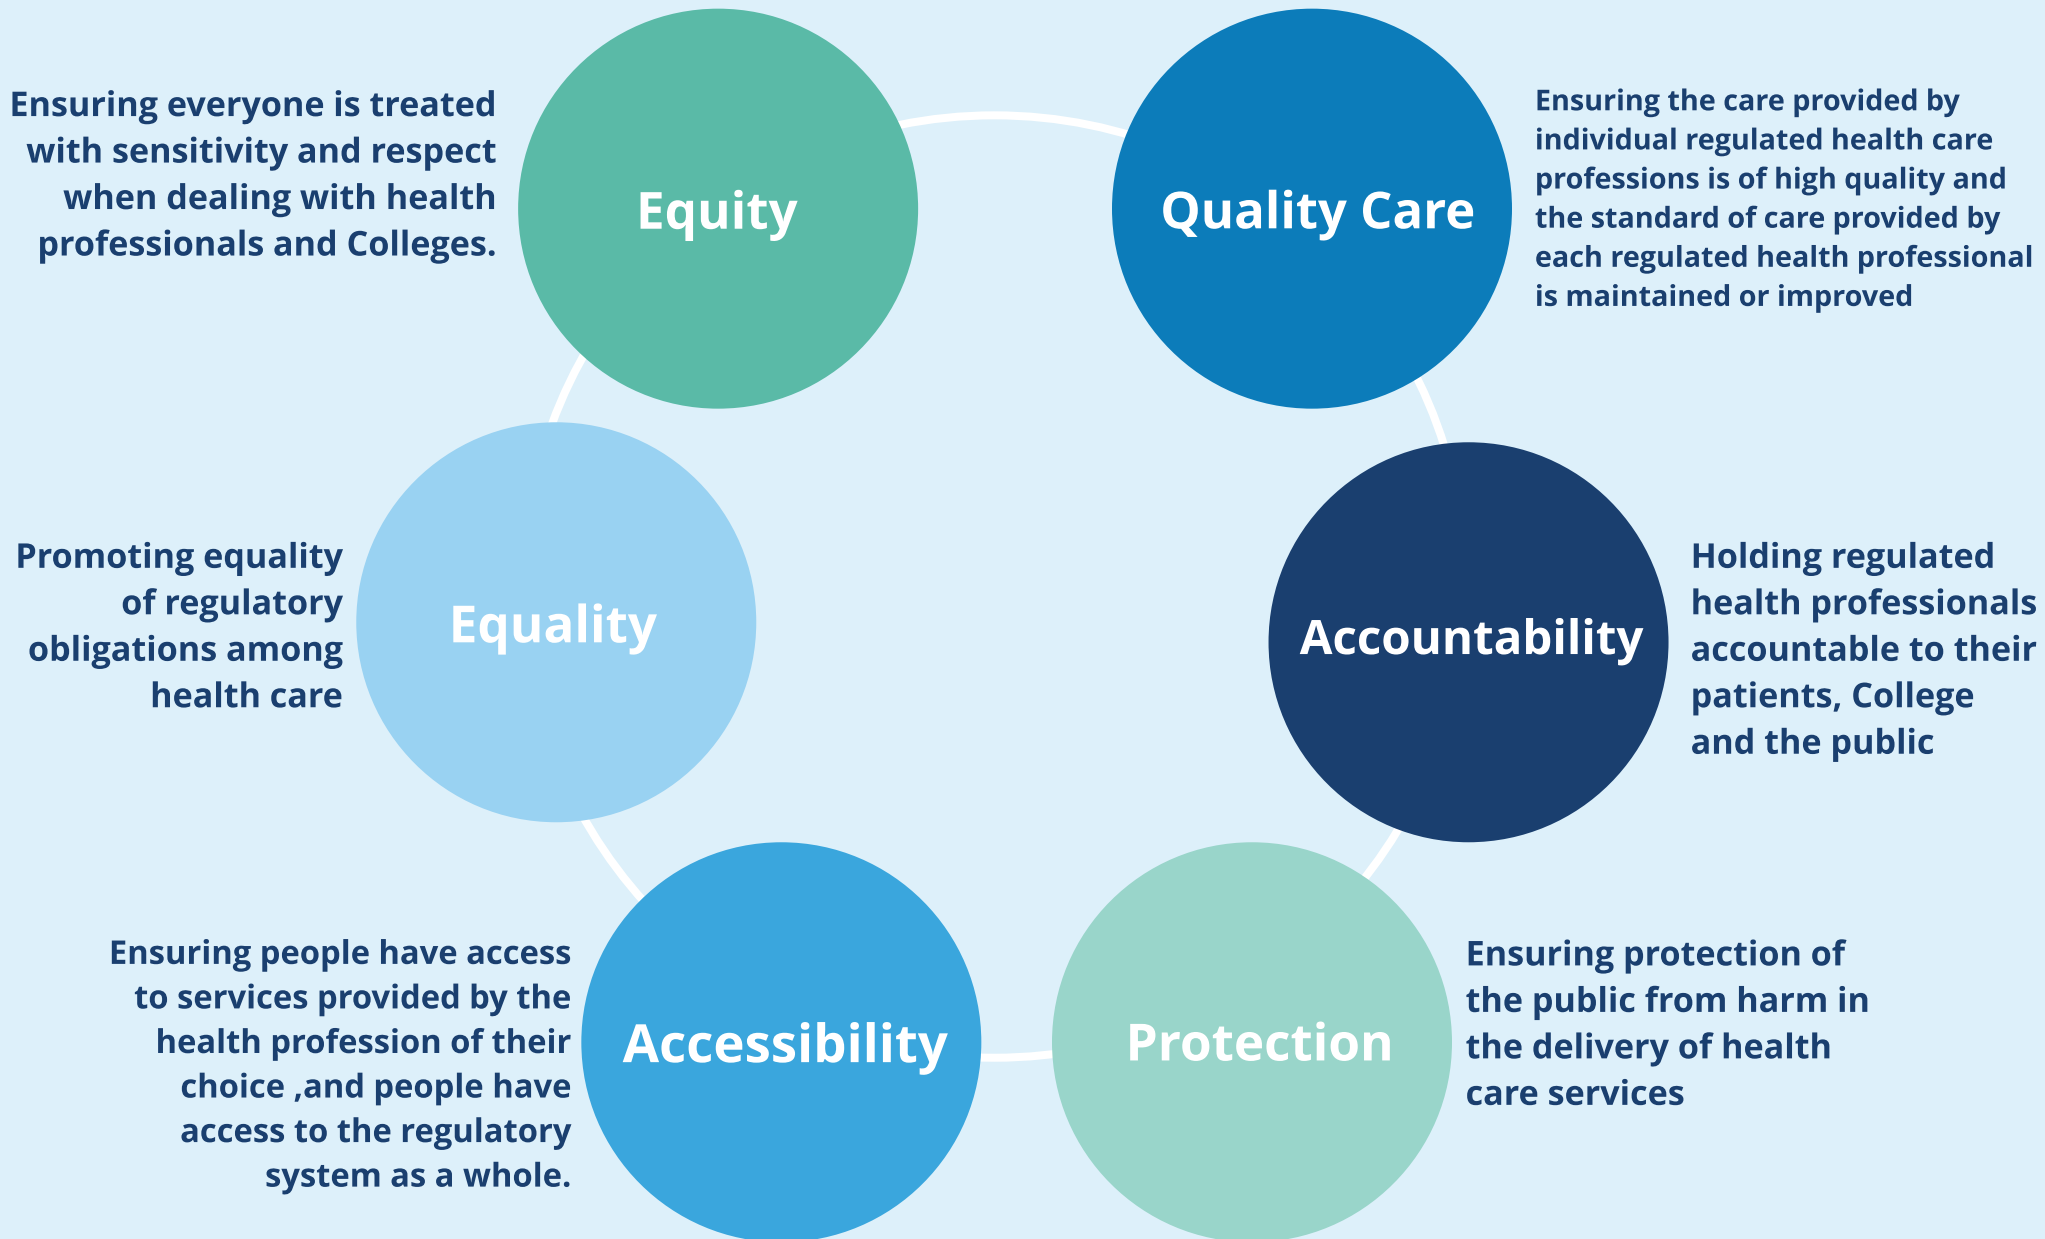 Ensuring everyone is treated
with sensitivity and respect
when dealing with health
professionals and Colleges.
Equity
Quality Care
Ensuring the care provided by
individual regulated health care
professions is of high quality and
the standard of care provided by
each regulated health professional
is maintained or improved
Promoting equality
of regulatory
obligations among
health care
Equality
Accountability
Holding regulated
health professionals
accountable to their
patients, College
and the public
Ensuring people have access
to services provided by the
health profession of their
choice ,and people have
access to the regulatory
system as a whole.
Accessibility
Protection
Ensuring protection of
the public from harm in
the delivery of health
care services